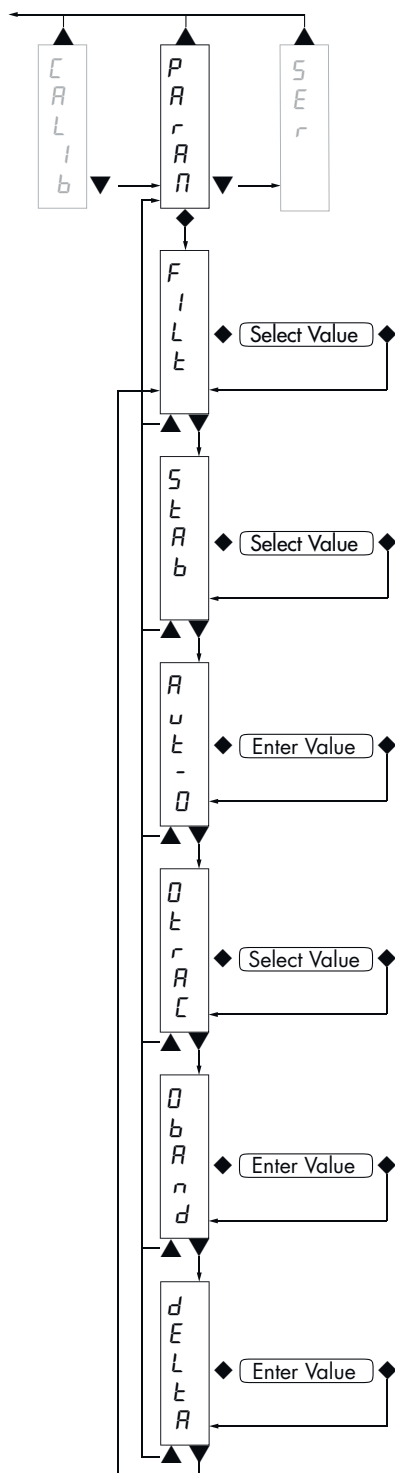 CALIb
PArAM
SEr
FILt
Select Value
StAb
Select Value
Aut-0
Enter Value
0trAC
Select Value
0bAnd
Enter Value
dELtA
Enter Value